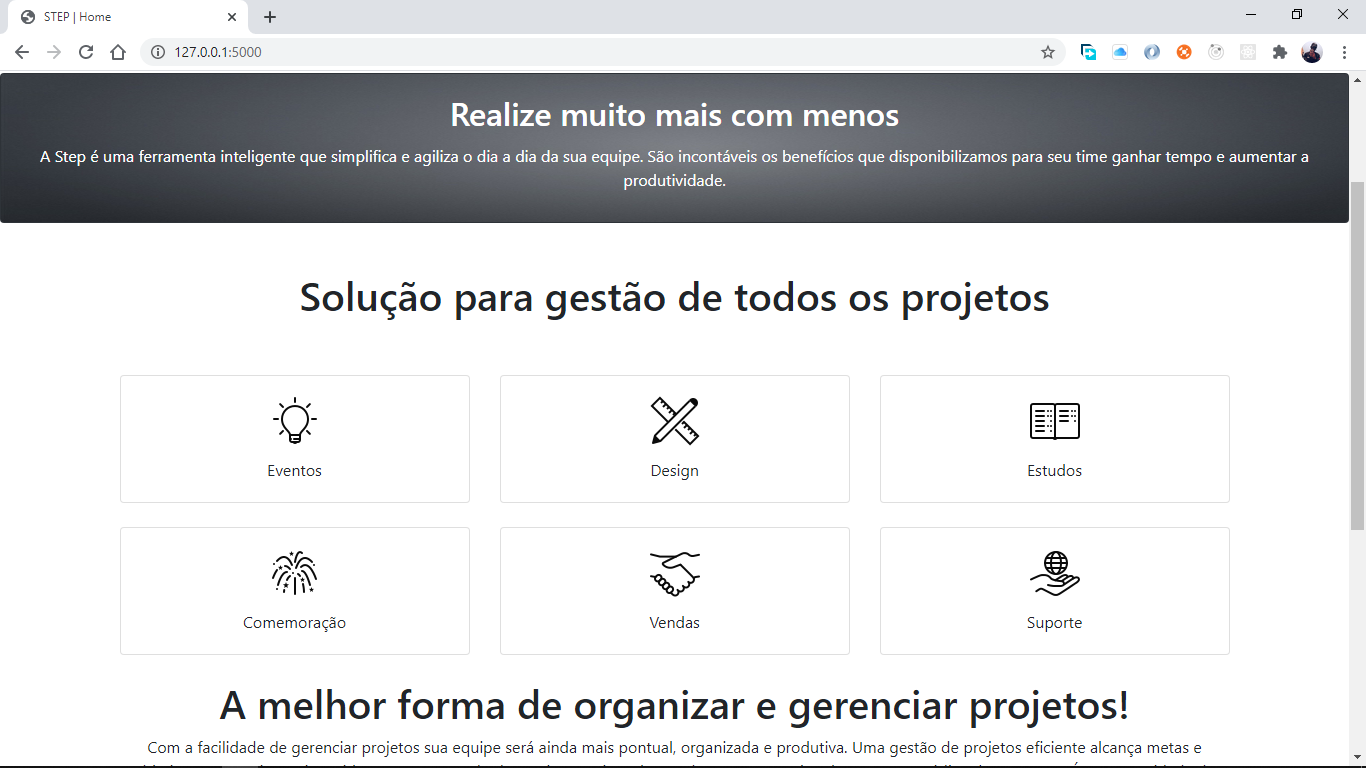 STEP | Home
127.0.0.1:5000
Realize muito mais com menos
A Step é uma ferramenta inteligente que simplifica e agiliza o dia a dia da sua equipe. São incontáveis os benefícios que disponibilizamos para seu time ganhar tempo e aumentar a
produtividade.
Solução para gestão de todos os projetos
Eventos
Design
Estudos
Comemoração
Vendas
Suporte
A melhor forma de organizar e gerenciar projetos!
Com a facilidade de gerenciar projetos sua equipe será ainda mais pontual, organizada e produtiva. Uma gestão de projetos eficiente alcança metas e